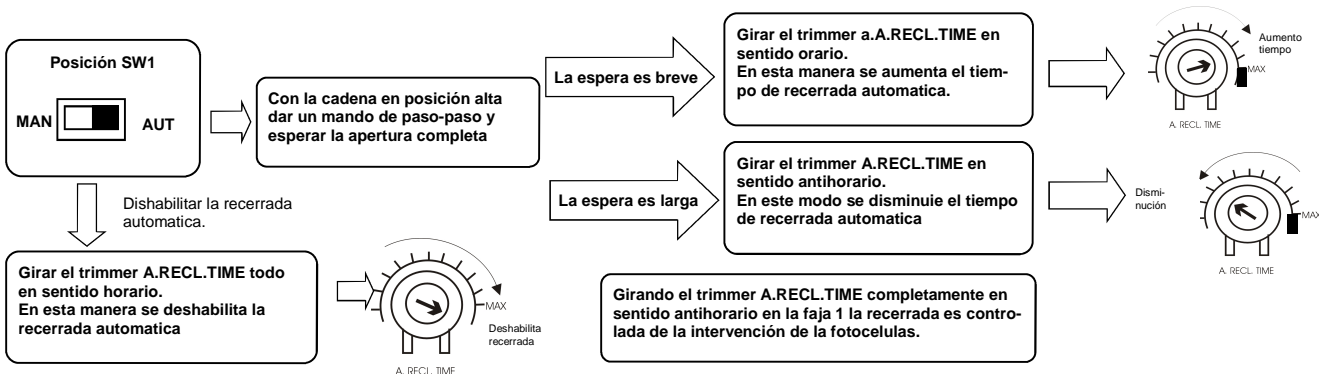 Posición SW1
MAN
AUT
Con la cadena en posición alta
dar un mando de paso-paso y
esperar la apertura completa
La espera es breve
Girar el trimmer a.A.RECL.TIME en
sentido orario.
En esta manera se aumenta el tiem-
po de recerrada automatica.
Aumento
tiempo
MAX
A. RECL. TIME
La espera es larga
Girar el trimmer A.RECL.TIME en
sentido antihorario.
En este modo se disminuie el tiempo
de recerrada automatica
Dismi-
nución
MAX
A. RECL. TIME
Dishabilitar la recerrada
automatica.
Girar el trimmer A.RECL.TIME todo
en sentido horario.
En esta manera se deshabilita la
recerrada automatica
MAX
Deshabilita
recerrada
A. RECL. TIME
Girando el trimmer A.RECL.TIME completamente en
sentido antihorario en la faja 1 la recerrada es contro-
lada de la intervención de la fotocelulas.